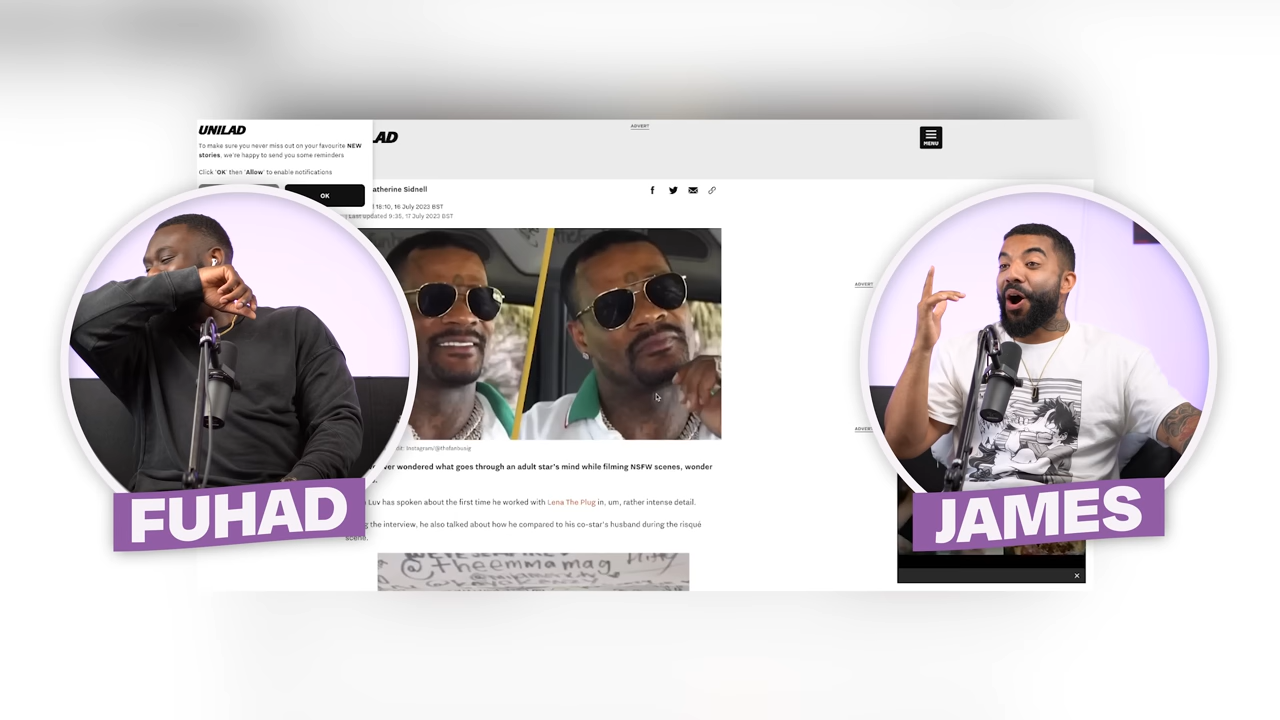 UNILAD
To make sure you never miss out on your favourite NEW
stories, we're happy to send you some reminders
Click 'OK' then 'Allow' to enable notifications
OK
AD
ADVERT
MENU
atherine Sidnell
18:10, 16 July 2023 BST
Last updated 9:35, 17 July 2023 BST
ADVERT
ADVERT
Instagram/@thefanbusig
ver wondered what goes through an adult star's mind while filming NSFW scenes, wonder
Luv has spoken about the first time he worked with Lena The Plug in, um, rather intense detail.
the interview, he also talked about how he compared to his co-star's husband during the risqué
scene.
@theemmamag
FUHAD
JAMES